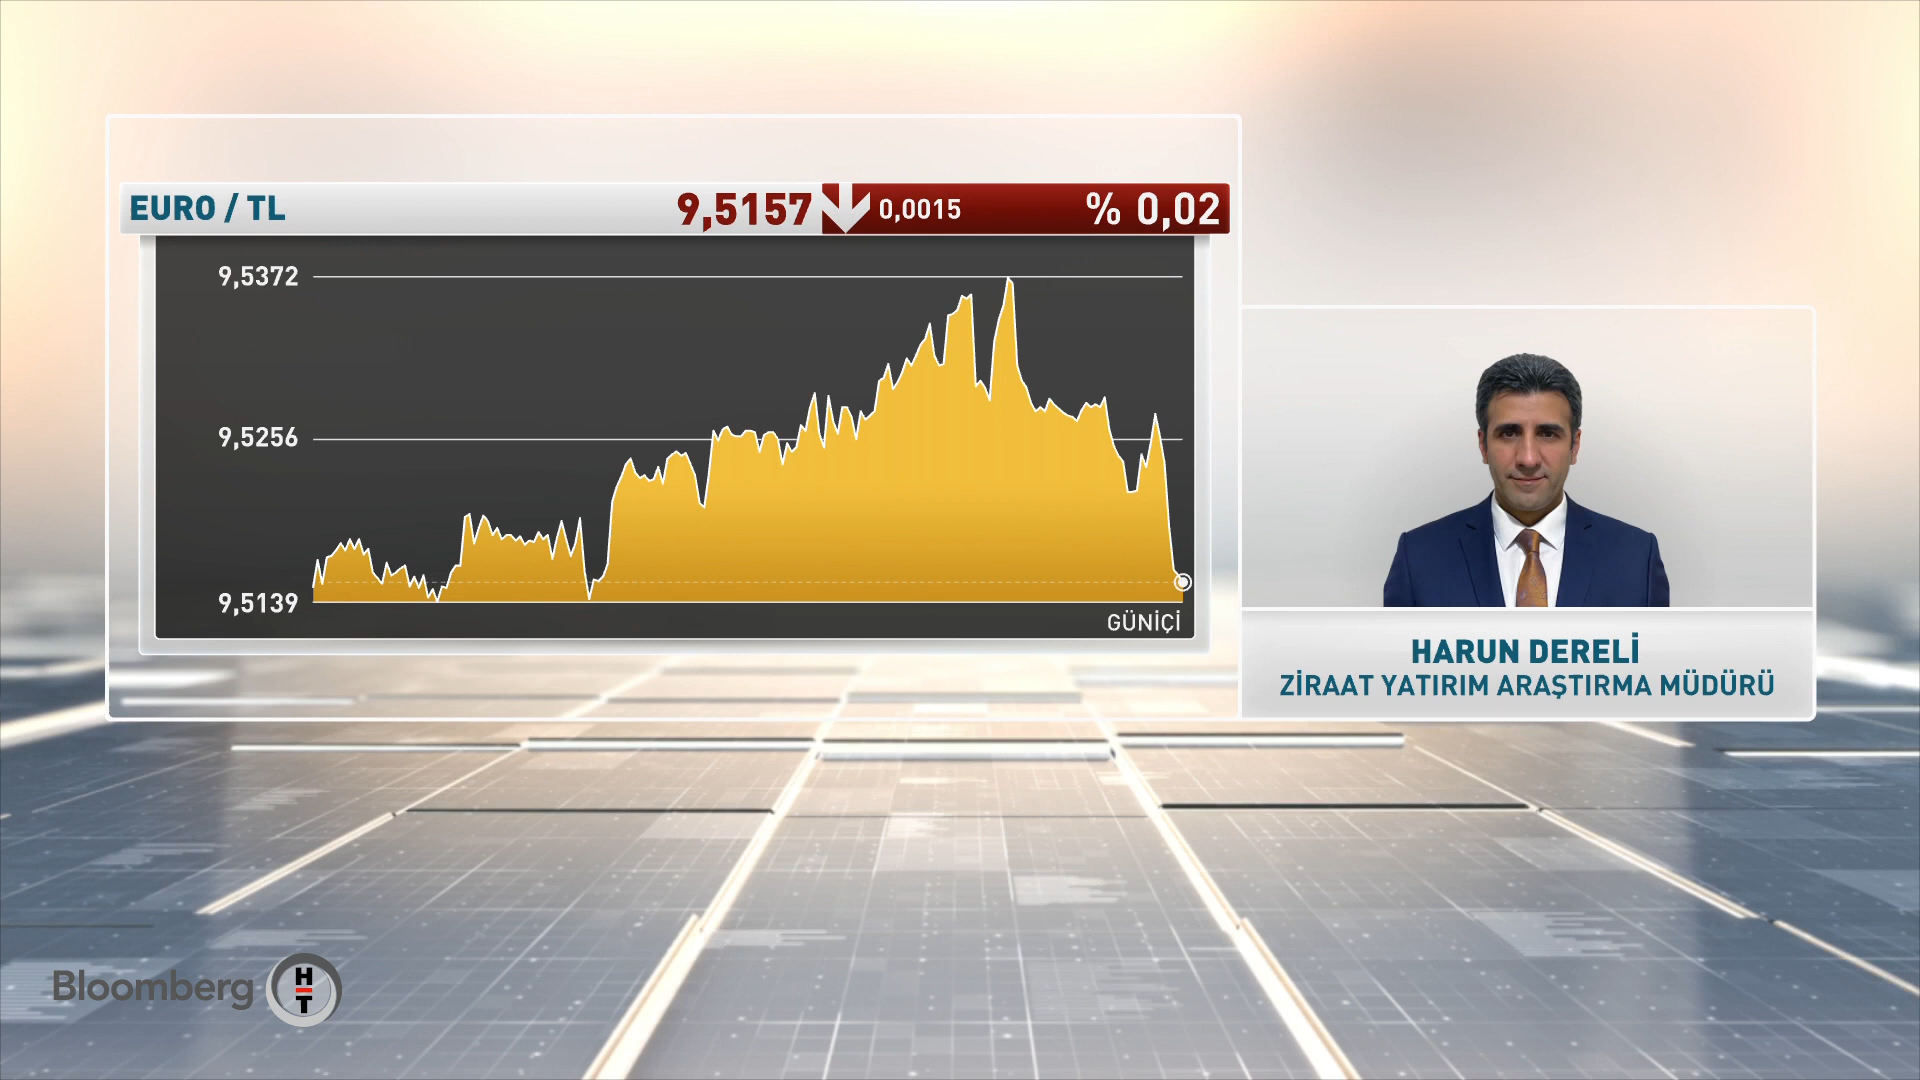 EURO / TL 9,5157 0,0015 % 0,02
9,5372
9,5256
9,5139
GÜNİÇİ
HARUN DERELİ
ZİRAAT YATIRIM ARAŞTIRMA MÜDÜRÜ
Bloomberg HT